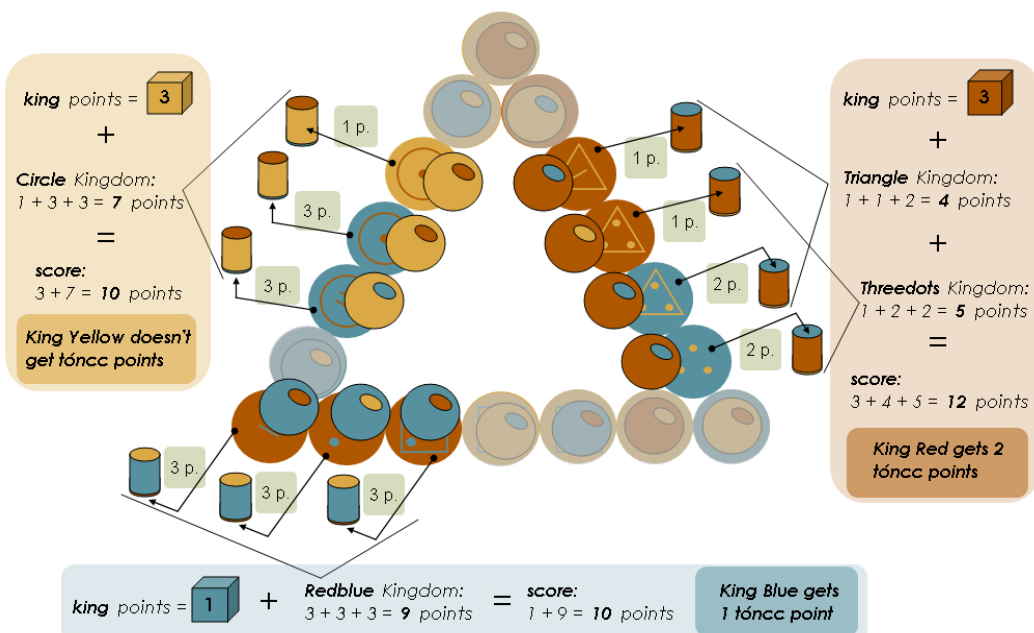 king points = 3
+
Circle Kingdom:
1 + 3 + 3 = 7 points
=
score:
3 + 7 = 10 points
King Yellow doesn't
get tóncc points
1 p.
3 p.
3 p.
1 p.
1 p.
2 p.
2 p.
king points = 3
+
Triangle Kingdom:
1 + 1 + 2 = 4 points
+
Threedots Kingdom:
1 + 2 + 2 = 5 points
=
score:
3 + 4 + 5 = 12 points
King Red gets 2
tóncc points
3 p.
3 p.
3 p.
king points = 1 + Redblue Kingdom: = score:
3 + 3 + 3 = 9 points 1 + 9 = 10 points
King Blue gets
1 tóncc point